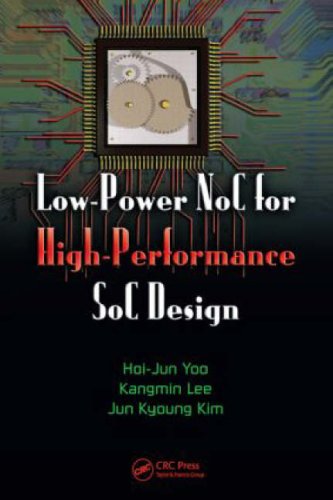 Low-Power NoC for
High-Performance
SoC Design
Hoi-Jun Yoo
Kangmin Lee
Jun Kyoung Kim
CRC Press
Taylor & Francis Group